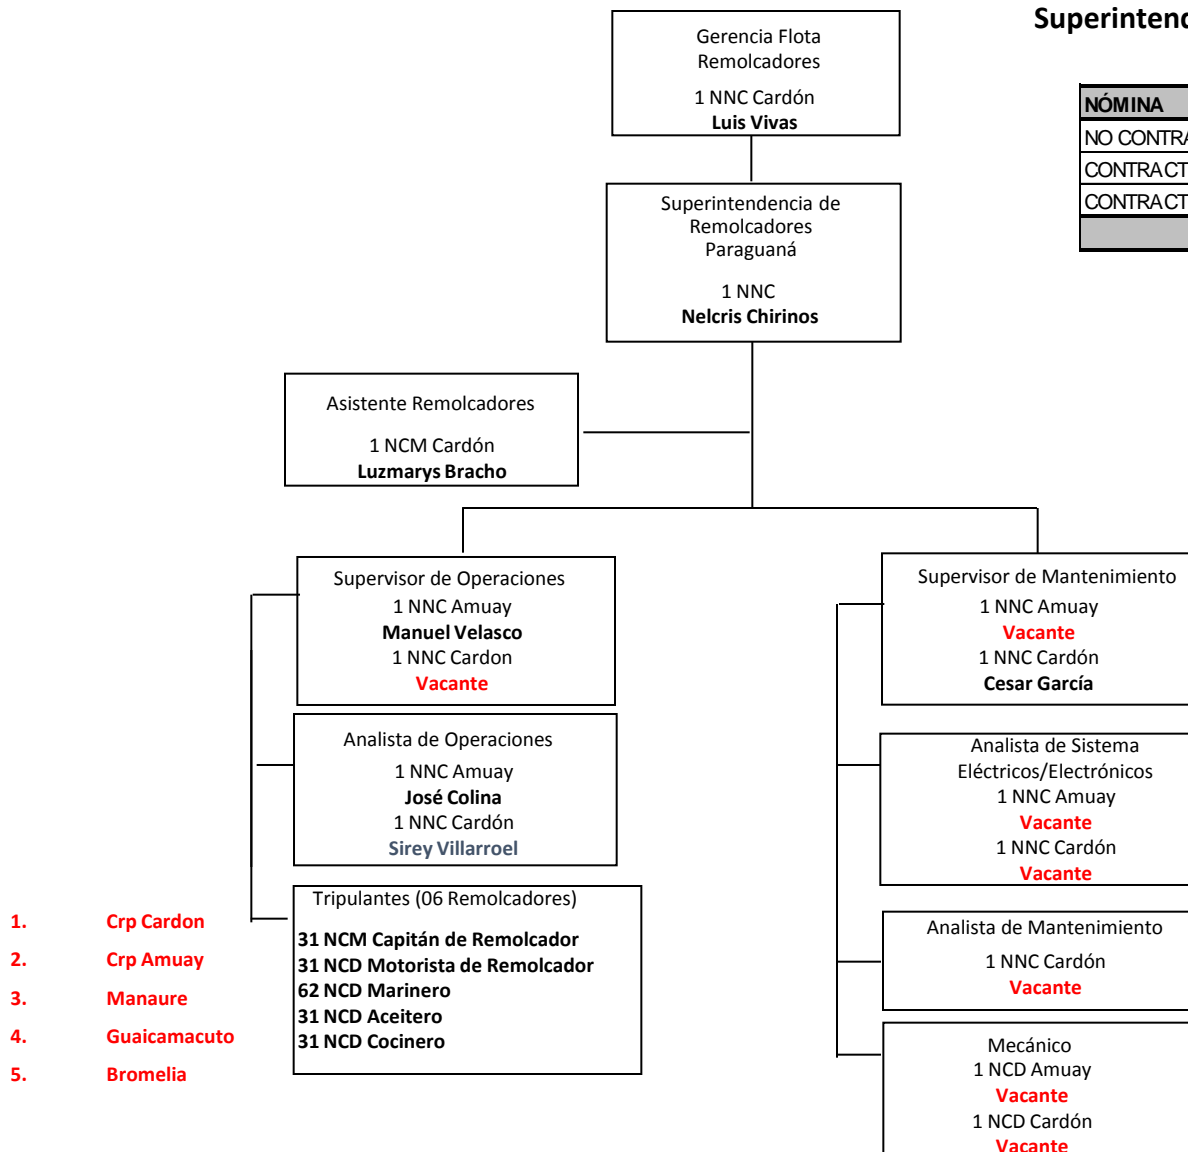 Superintend
NÓMINA
NO CONTRA
CONTRACT
CONTRACT
Gerencia Flota
Remolcadores
1 NNC Cardón
Luis Vivas
Superintendencia de
Remolcadores
Paraguaná
1 NNC
Nelcris Chirinos
Asistente Remolcadores
1 NCM Cardón
Luzmarys Bracho
Supervisor de Operaciones
1 NNC Amuay
Manuel Velasco
1 NNC Cardon
Vacante
Analista de Operaciones
1 NNC Amuay
José Colina
1 NNC Cardón
Sirey Villarroel
Tripulantes (06 Remolcadores)
31 NCM Capitán de Remolcador
31 NCD Motorista de Remolcador
62 NCD Marinero
31 NCD Aceitero
31 NCD Cocinero
1. Crp Cardon
2. Crp Amuay
3. Manaure
4. Guaicamacuto
5. Bromelia
Supervisor de Mantenimiento
1 NNC Amuay
Vacante
1 NNC Cardón
Cesar García
Analista de Sistema
Eléctricos/Electrónicos
1 NNC Amuay
Vacante
1 NNC Cardón
Vacante
Analista de Mantenimiento
1 NNC Cardón
Vacante
Mecánico
1 NCD Amuay
Vacante
1 NCD Cardón
Vacante